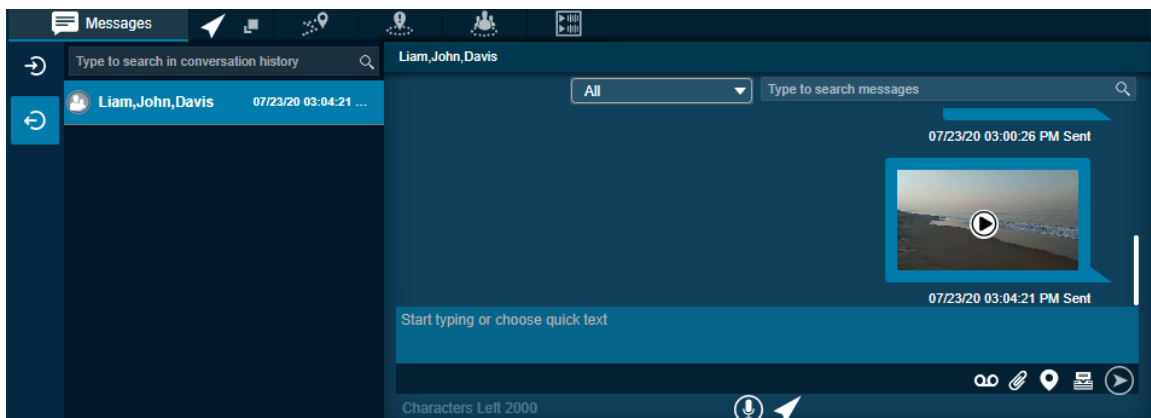 Messages
Type to search in conversation history
Liam,John,Davis 07/23/20 03:04:21 ...
Liam,John,Davis
All
Type to search messages
07/23/20 03:00:26 PM Sent
07/23/20 03:04:21 PM Sent
Start typing or choose quick text
Characters Left 2000